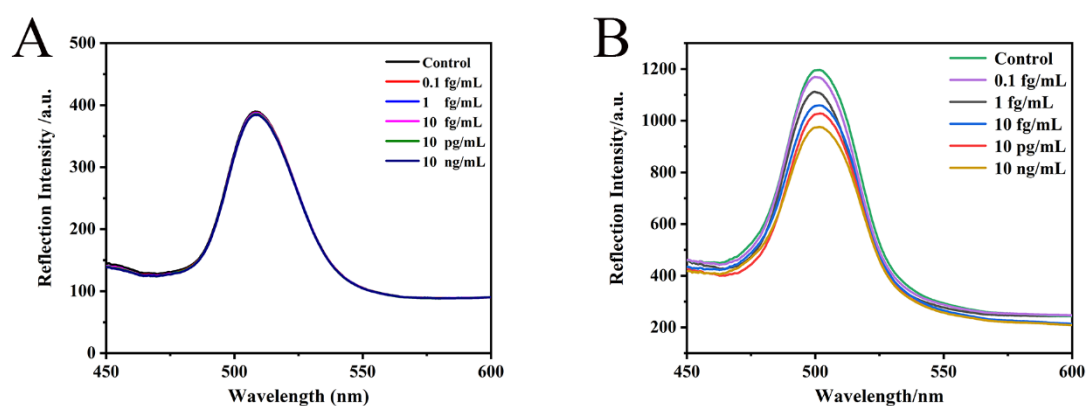 A
Reflection Intensity /a.u.
500
400
300
200
100
0
450
500
550
600
Wavelength (nm)
Control
0.1 fg/mL
1 fg/mL
10 fg/mL
10 pg/mL
10 ng/mL
B
Reflection Intensity/a.u.
1200
1000
800
600
400
200
450
500
550
600
Wavelength/nm
Control
0.1 fg/mL
1 fg/mL
10 fg/mL
10 pg/mL
10 ng/mL